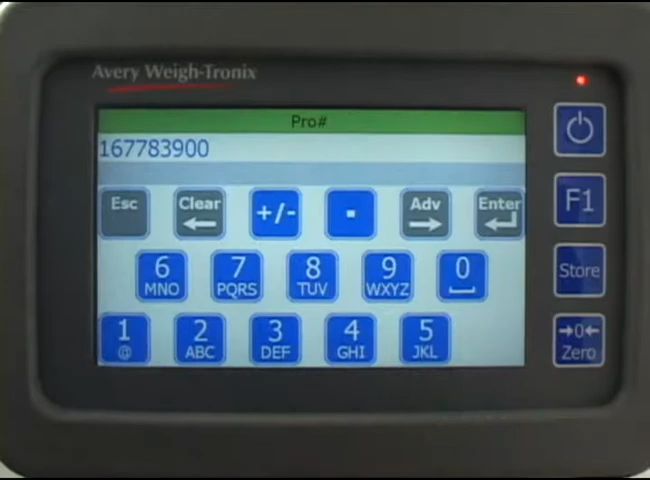 Avery Weigh-Tronix
Pro#
167783900
Esc
Clear
+/-
.
Adv
Enter
F1
6
MNO
7
PQRS
8
TUV
9
WXYZ
0
Store
1
@
2
ABC
3
DEF
4
GHI
5
JKL
→0←
Zero